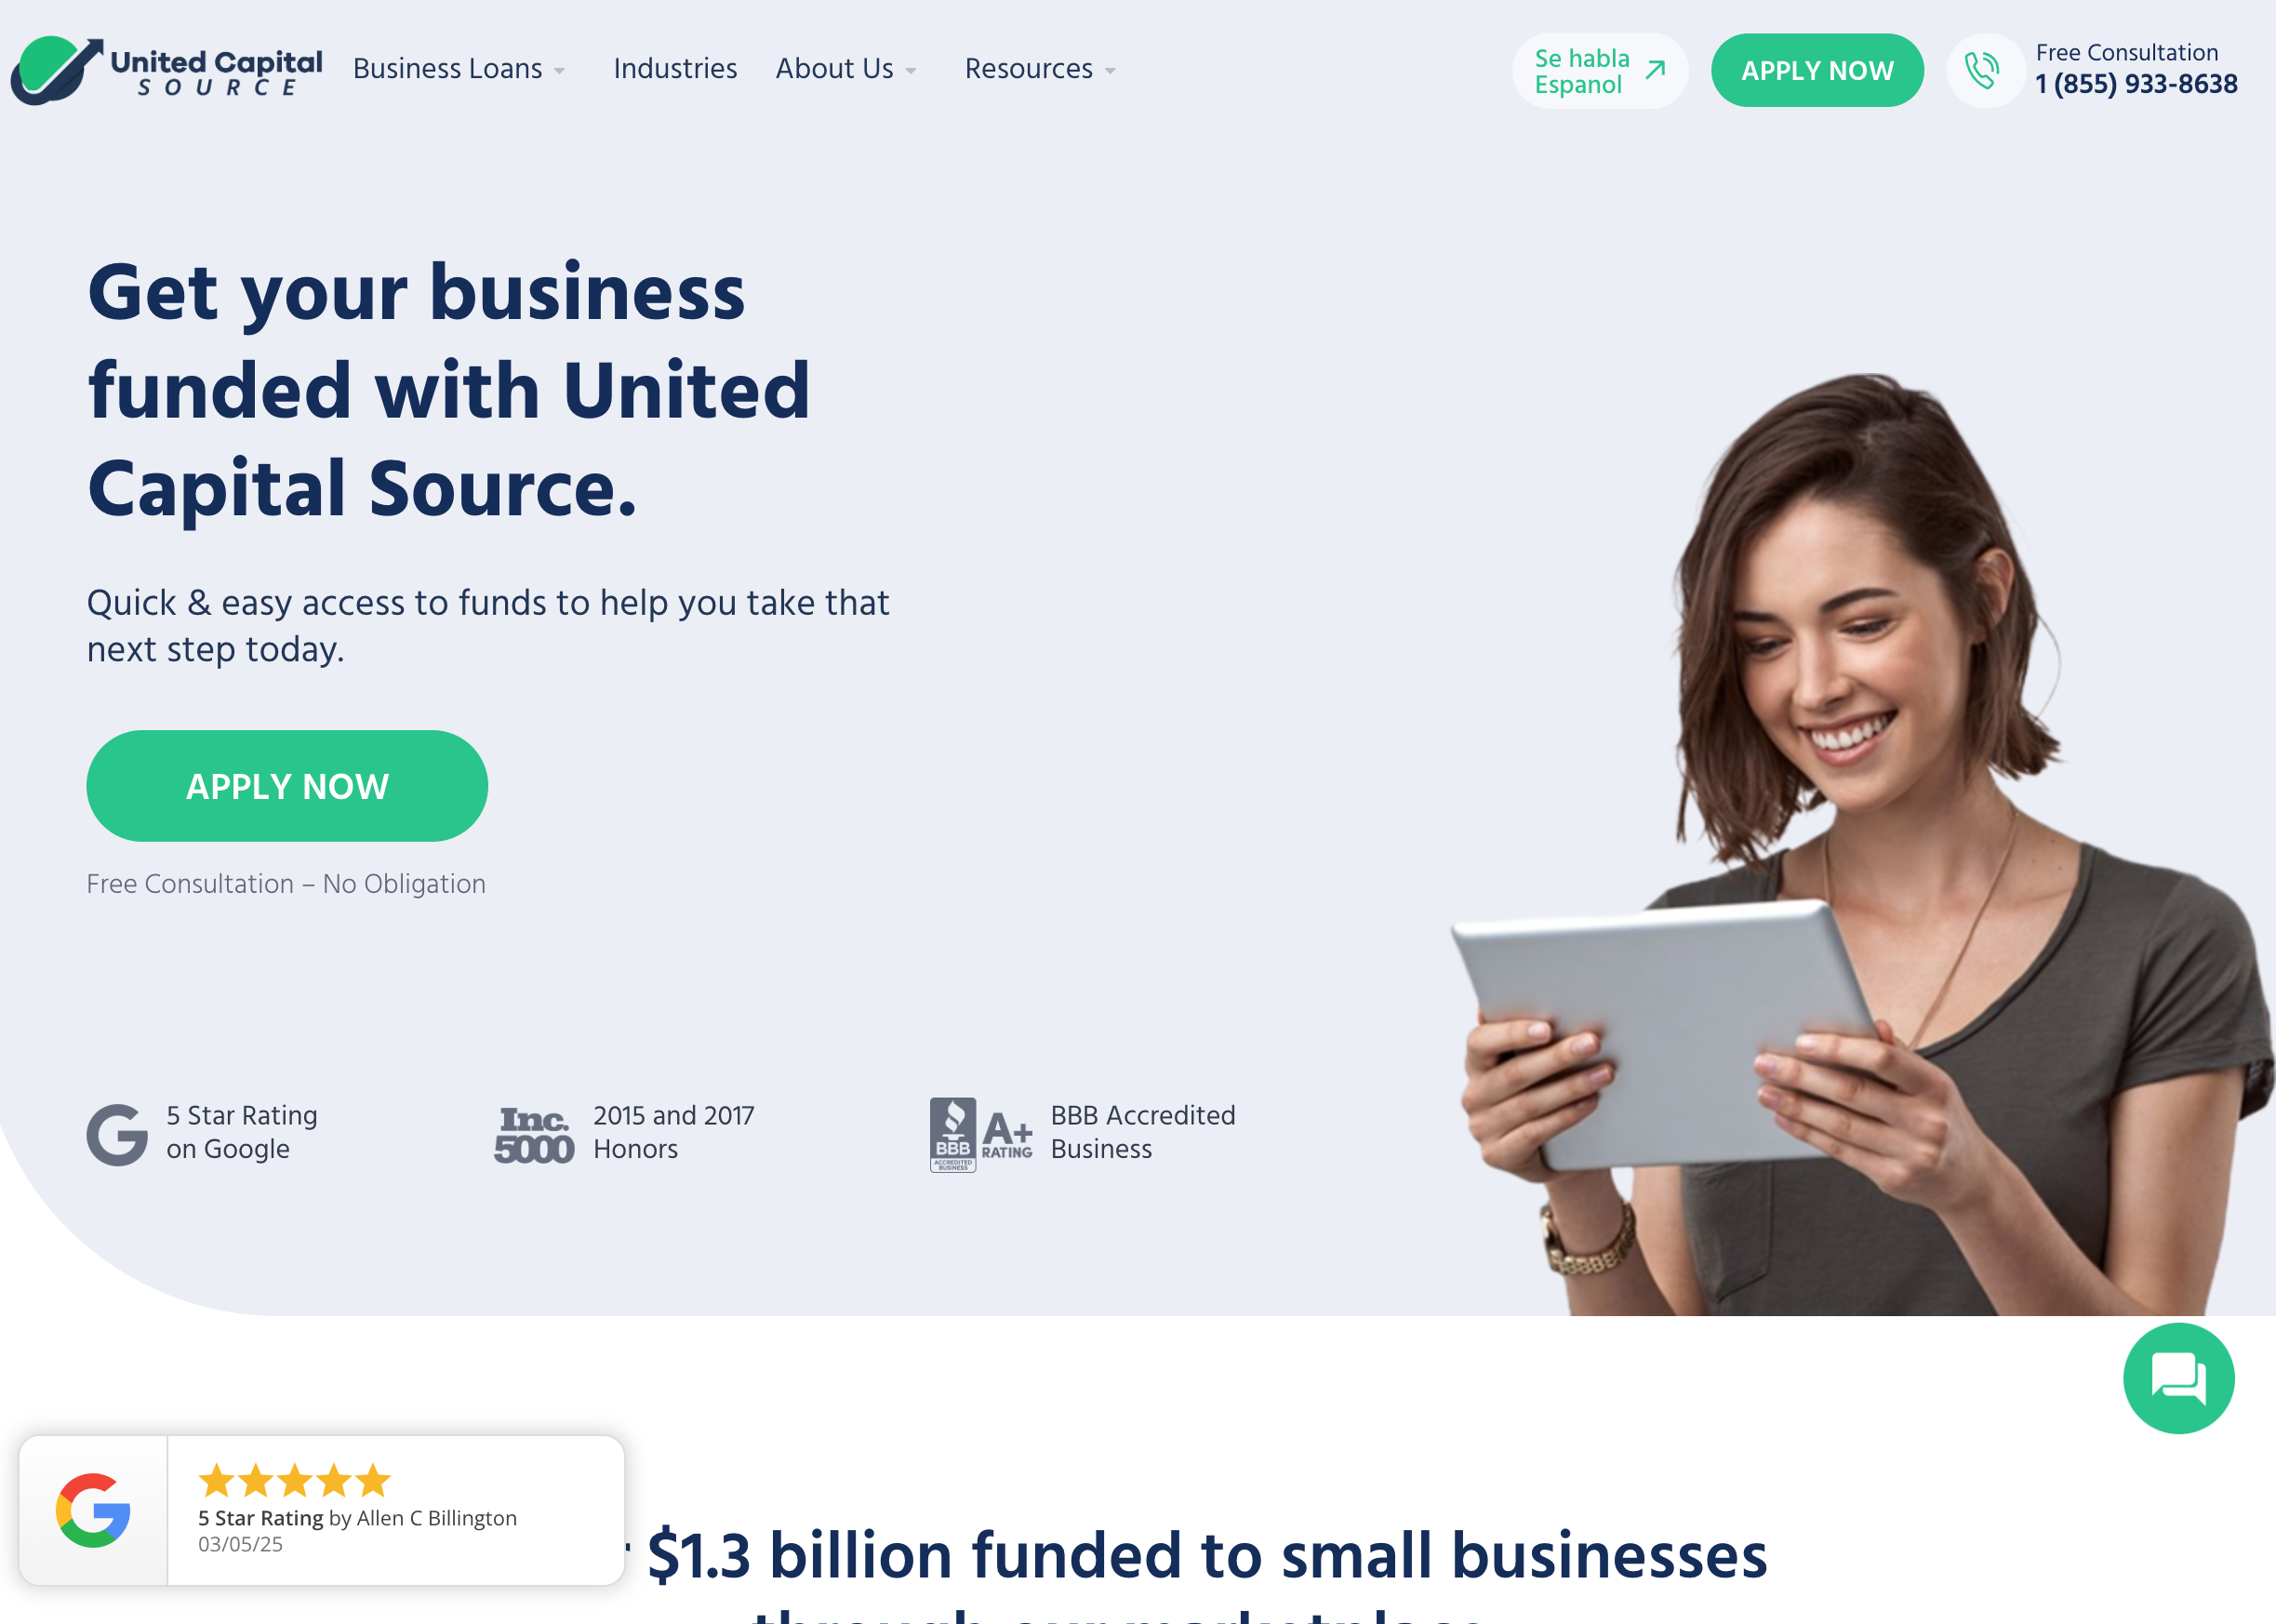 United Capital
SOURCE
Business Loans
Industries
About Us
Resources
Se habla
Espanol
APPLY NOW
Free Consultation
1 (855) 933-8638
Get your business
funded with United
Capital Source.
Quick & easy access to funds to help you take that
next step today.
APPLY NOW
Free Consultation – No Obligation
5 Star Rating
on Google
Inc.
5000
2015 and 2017
Honors
BBB
ACCREDITED
BUSINESS
A+
RATING
BBB Accredited
Business
5 Star Rating by Allen C Billington
03/05/25
$1.3 billion funded to small businesses
through our marketplace